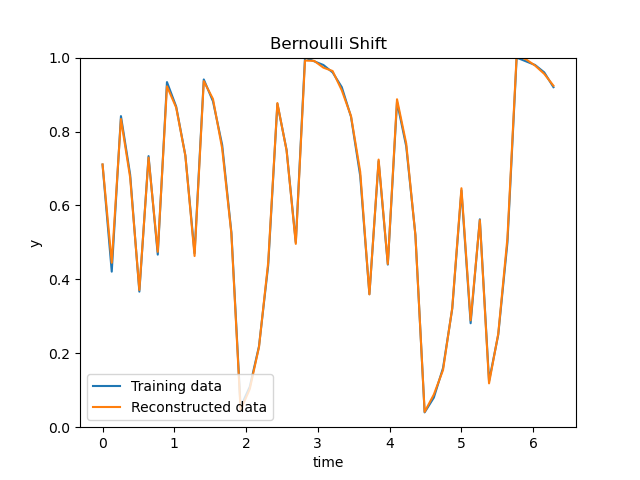 Bernoulli Shift
1.0
0.8
0.6
0.4
0.2
0.0
y
Training data
Reconstructed data
0 1 2 3 4 5 6
time